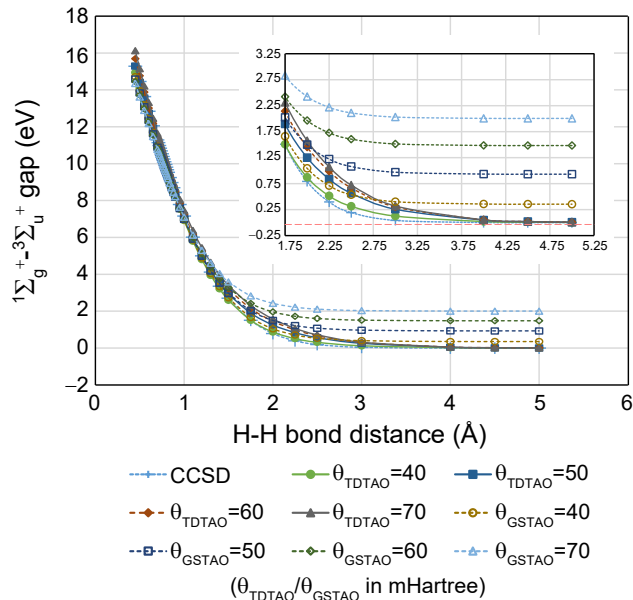 ¹Σg⁺-³Σu⁺ gap (eV)
18
16
14
12
10
8
6
4
2
0
−2
3.25
2.75
2.25
1.75
1.25
0.75
0.25
−0.25
1.75 2.25 2.75 3.25 3.75 4.25 4.75 5.25
0 1 2 3 4 5 6
H-H bond distance (Å)
CCSD θTDTAO=40 θTDTAO=50
θTDTAO=60 θTDTAO=70 θGSTAO=40
θGSTAO=50 θGSTAO=60 θGSTAO=70
(θTDTAO/θGSTAO in mHartree)